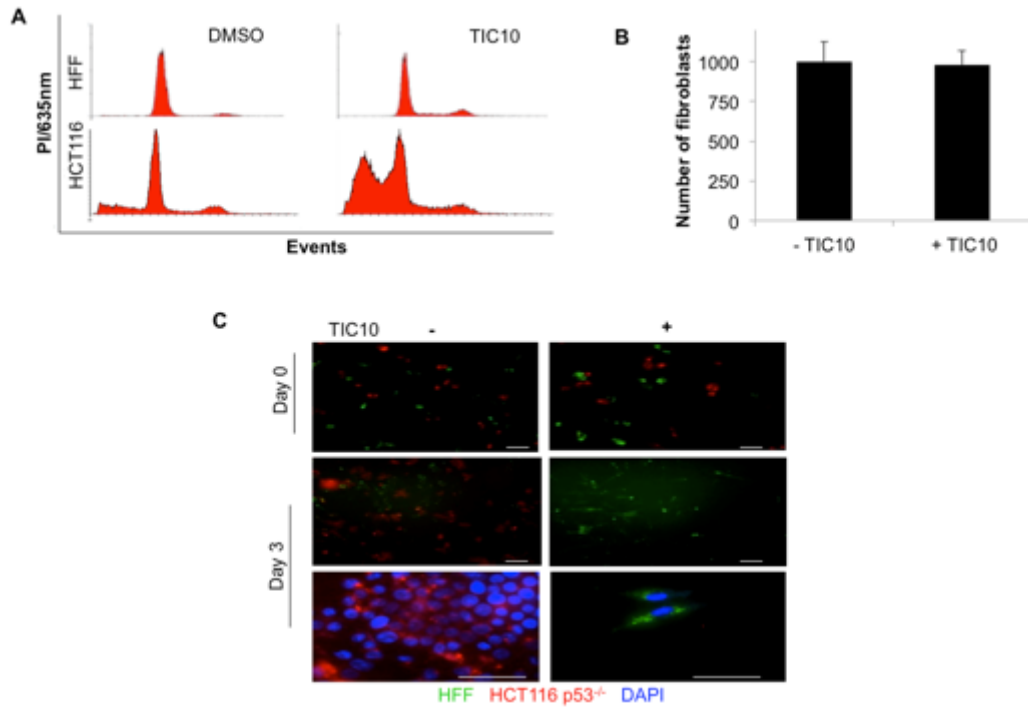 A
DMSO
TIC10
PI/635nm
HFF
HCT116
Events
B
Number of fibroblasts
1000
750
500
250
0
- TIC10
+ TIC10
C
TIC10 - +
Day 0
Day 3
HFF HCT116 p53-/- DAPI